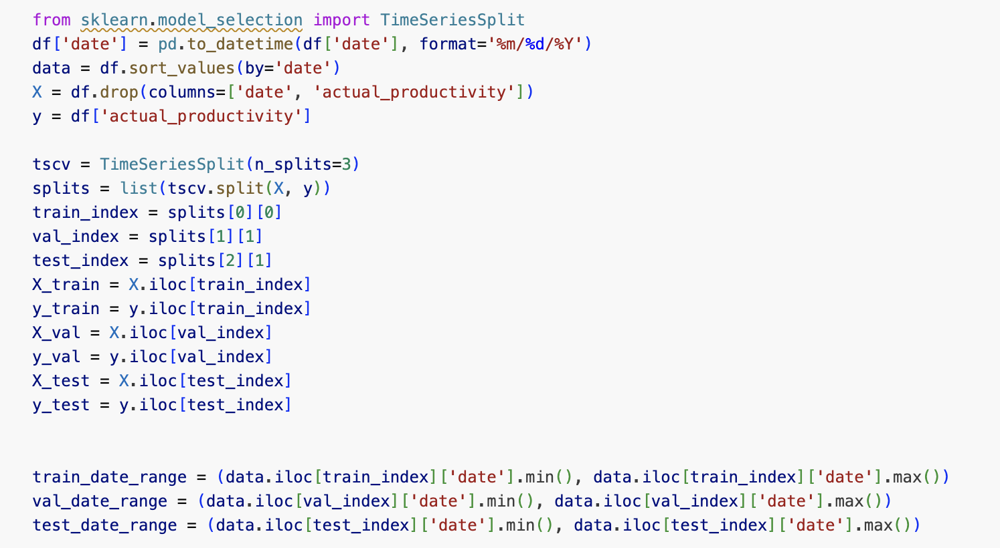 from sklearn.model_selection import TimeSeriesSplit
df['date'] = pd.to_datetime(df['date'], format='%m/%d/%Y')
data = df.sort_values(by='date')
X = df.drop(columns=['date', 'actual_productivity'])
y = df['actual_productivity']
tscv = TimeSeriesSplit(n_splits=3)
splits = list(tscv.split(X, y))
train_index = splits[0][0]
val_index = splits[1][1]
test_index = splits[2][1]
X_train = X.iloc[train_index]
y_train = y.iloc[train_index]
X_val = X.iloc[val_index]
y_val = y.iloc[val_index]
X_test = X.iloc[test_index]
y_test = y.iloc[test_index]
train_date_range = (data.iloc[train_index]['date'].min(), data.iloc[train_index]['date'].max())
val_date_range = (data.iloc[val_index]['date'].min(), data.iloc[val_index]['date'].max())
test_date_range = (data.iloc[test_index]['date'].min(), data.iloc[test_index]['date'].max())